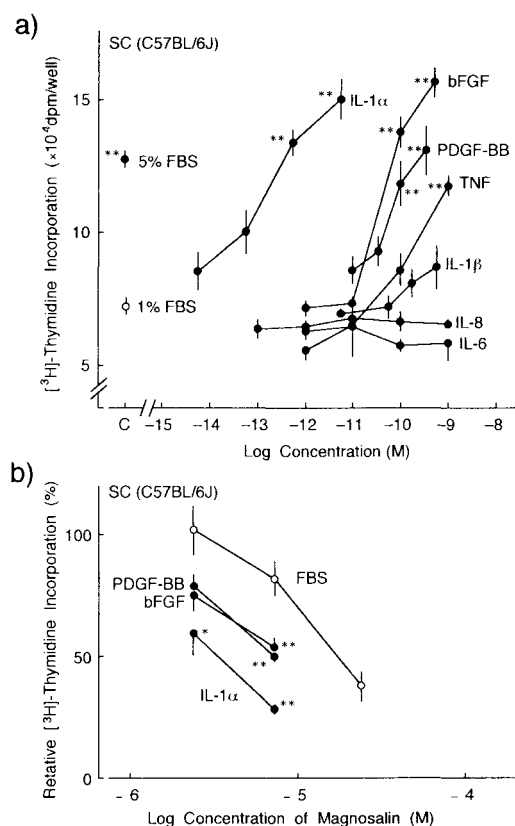 a)
SC (C57BL/6J)
[³H]-Thymidine Incorporation (×10⁴dpm/well)
15
10
5
** 5% FBS
1% FBS
** ** IL-1α
** ** bFGF
** ** PDGF-BB
** TNF
IL-1β
IL-8
IL-6
C -15 -14 -13 -12 -11 -10 -9 -8
Log Concentration (M)
b)
SC (C57BL/6J)
Relative [³H]-Thymidine Incorporation (%)
100
50
0
FBS
PDGF-BB
bFGF
* ** ** **
IL-1α
-6 -5 -4
Log Concentration of Magnosalin (M)